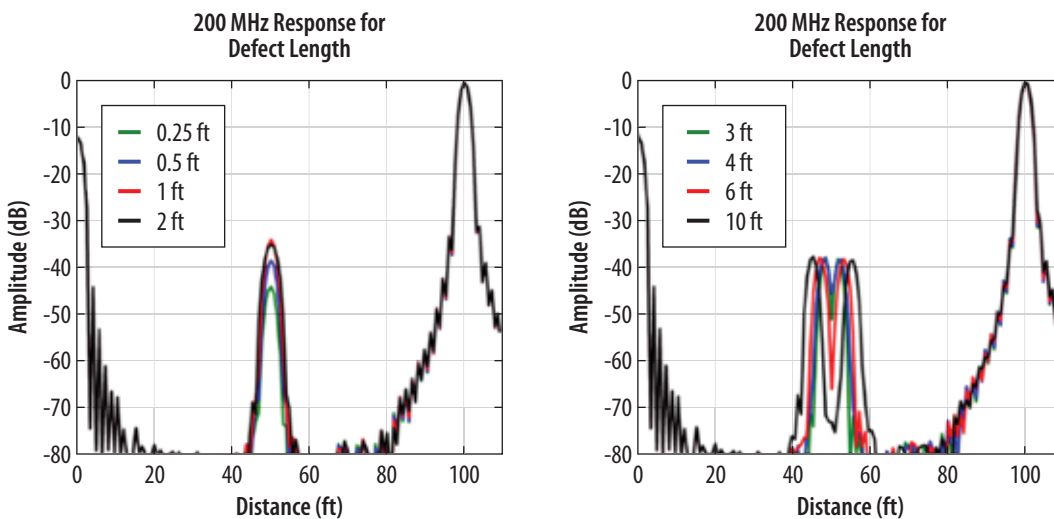 200 MHz Response for
Defect Length
0
-10
-20
-30
-40
-50
-60
-70
-80
Amplitude (dB)
0.25 ft
0.5 ft
1 ft
2 ft
0 20 40 60 80 100
Distance (ft)
200 MHz Response for
Defect Length
0
-10
-20
-30
-40
-50
-60
-70
-80
Amplitude (dB)
3 ft
4 ft
6 ft
10 ft
0 20 40 60 80 100
Distance (ft)